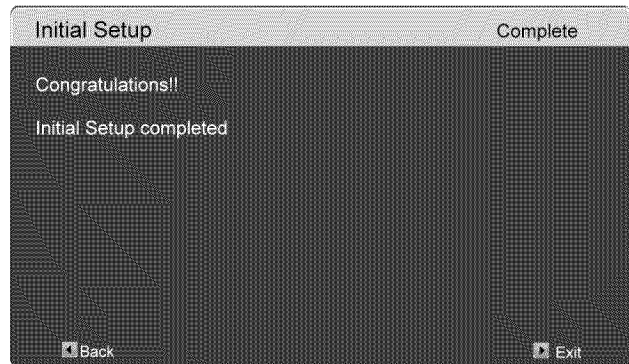 Initial Setup Complete
Congratulations!!
Initial Setup completed
Back Exit